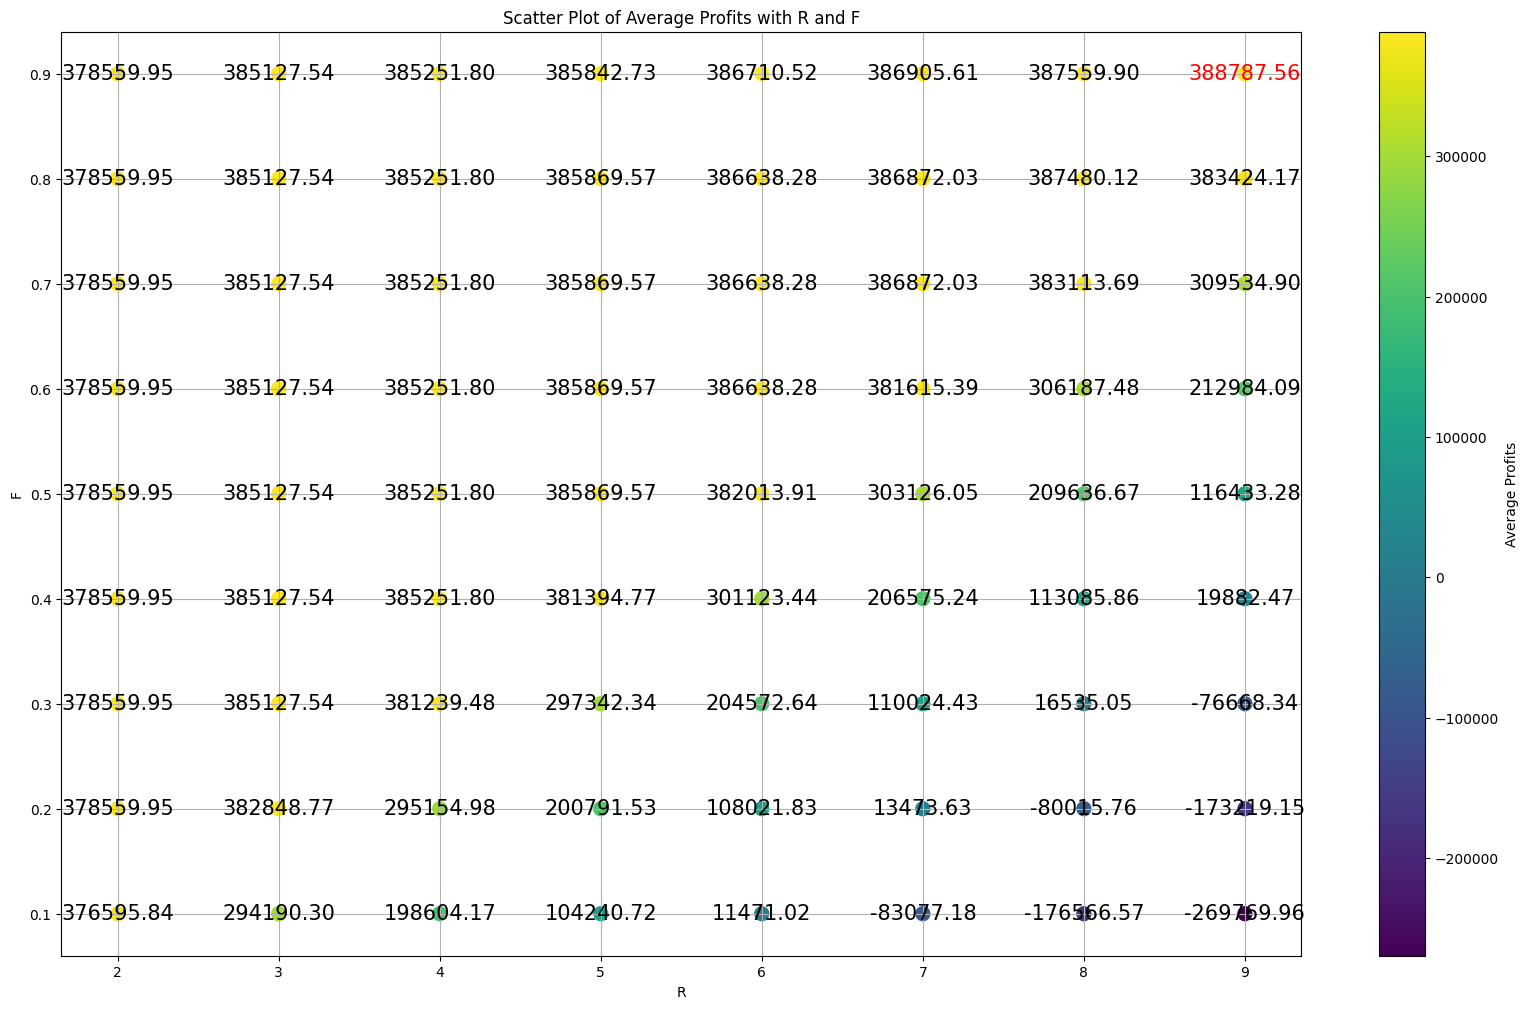 Scatter Plot of Average Profits with R and F
0.9 378559.95 385127.54 385251.80 385842.73 386710.52 386905.61 387559.90 388787.56
0.8 378559.95 385127.54 385251.80 385869.57 386638.28 386872.03 387480.12 383424.17
0.7 378559.95 385127.54 385251.80 385869.57 386638.28 386872.03 383113.69 309534.90
0.6 378559.95 385127.54 385251.80 385869.57 386638.28 381615.39 306187.48 212984.09
0.5 378559.95 385127.54 385251.80 385869.57 382013.91 303126.05 209636.67 116433.28
0.4 378559.95 385127.54 385251.80 381394.77 301123.44 206575.24 113085.86 19882.47
0.3 378559.95 385127.54 381239.48 297342.34 204572.64 110024.43 16535.05 -76668.34
0.2 378559.95 382848.77 295154.98 200791.53 108021.83 13473.63 -80015.76 -173219.15
0.1 376595.84 294190.30 198604.17 104240.72 11471.02 -83077.18 -176566.57 -269769.96
2 3 4 5 6 7 8 9
R
F
300000
200000
100000
0
−100000
−200000
Average Profits